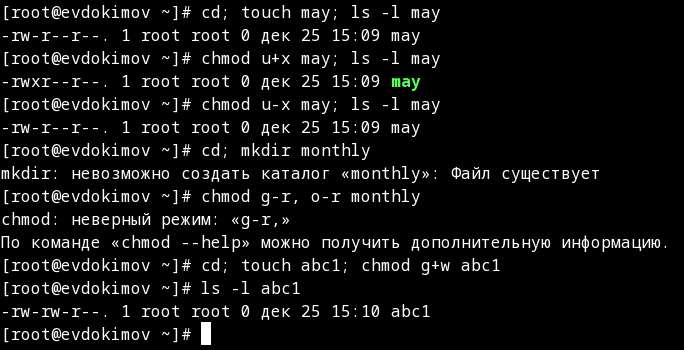 [root@evdokimov ~]# cd; touch may; ls -l may
-rw-r--r--. 1 root root 0 дек 25 15:09 may
[root@evdokimov ~]# chmod u+x may; ls -l may
-rwxr--r--. 1 root root 0 дек 25 15:09 may
[root@evdokimov ~]# chmod u-x may; ls -l may
-rw-r--r--. 1 root root 0 дек 25 15:09 may
[root@evdokimov ~]# cd; mkdir monthly
mkdir: невозможно создать каталог «monthly»: Файл существует
[root@evdokimov ~]# chmod g-r, o-r monthly
chmod: неверный режим: «g-r,»
По команде «chmod --help» можно получить дополнительную информацию.
[root@evdokimov ~]# cd; touch abc1; chmod g+w abc1
[root@evdokimov ~]# ls -l abc1
-rw-rw-r--. 1 root root 0 дек 25 15:10 abc1
[root@evdokimov ~]#